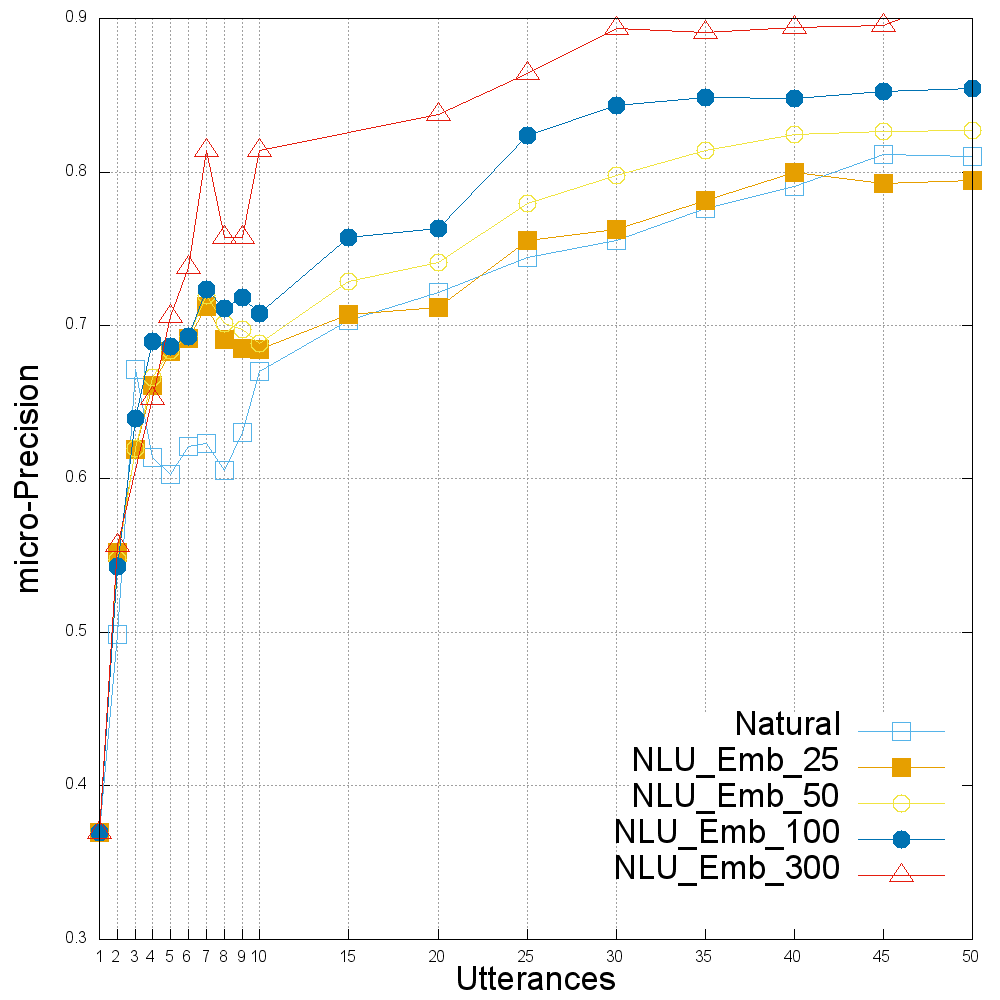 0.9
0.8
0.7
0.6
0.5
0.4
0.3
micro-Precision
Natural
NLU_Emb_25
NLU_Emb_50
NLU_Emb_100
NLU_Emb_300
1 2 3 4 5 6 7 8 9 10 15 20 25 30 35 40 45 50
Utterances